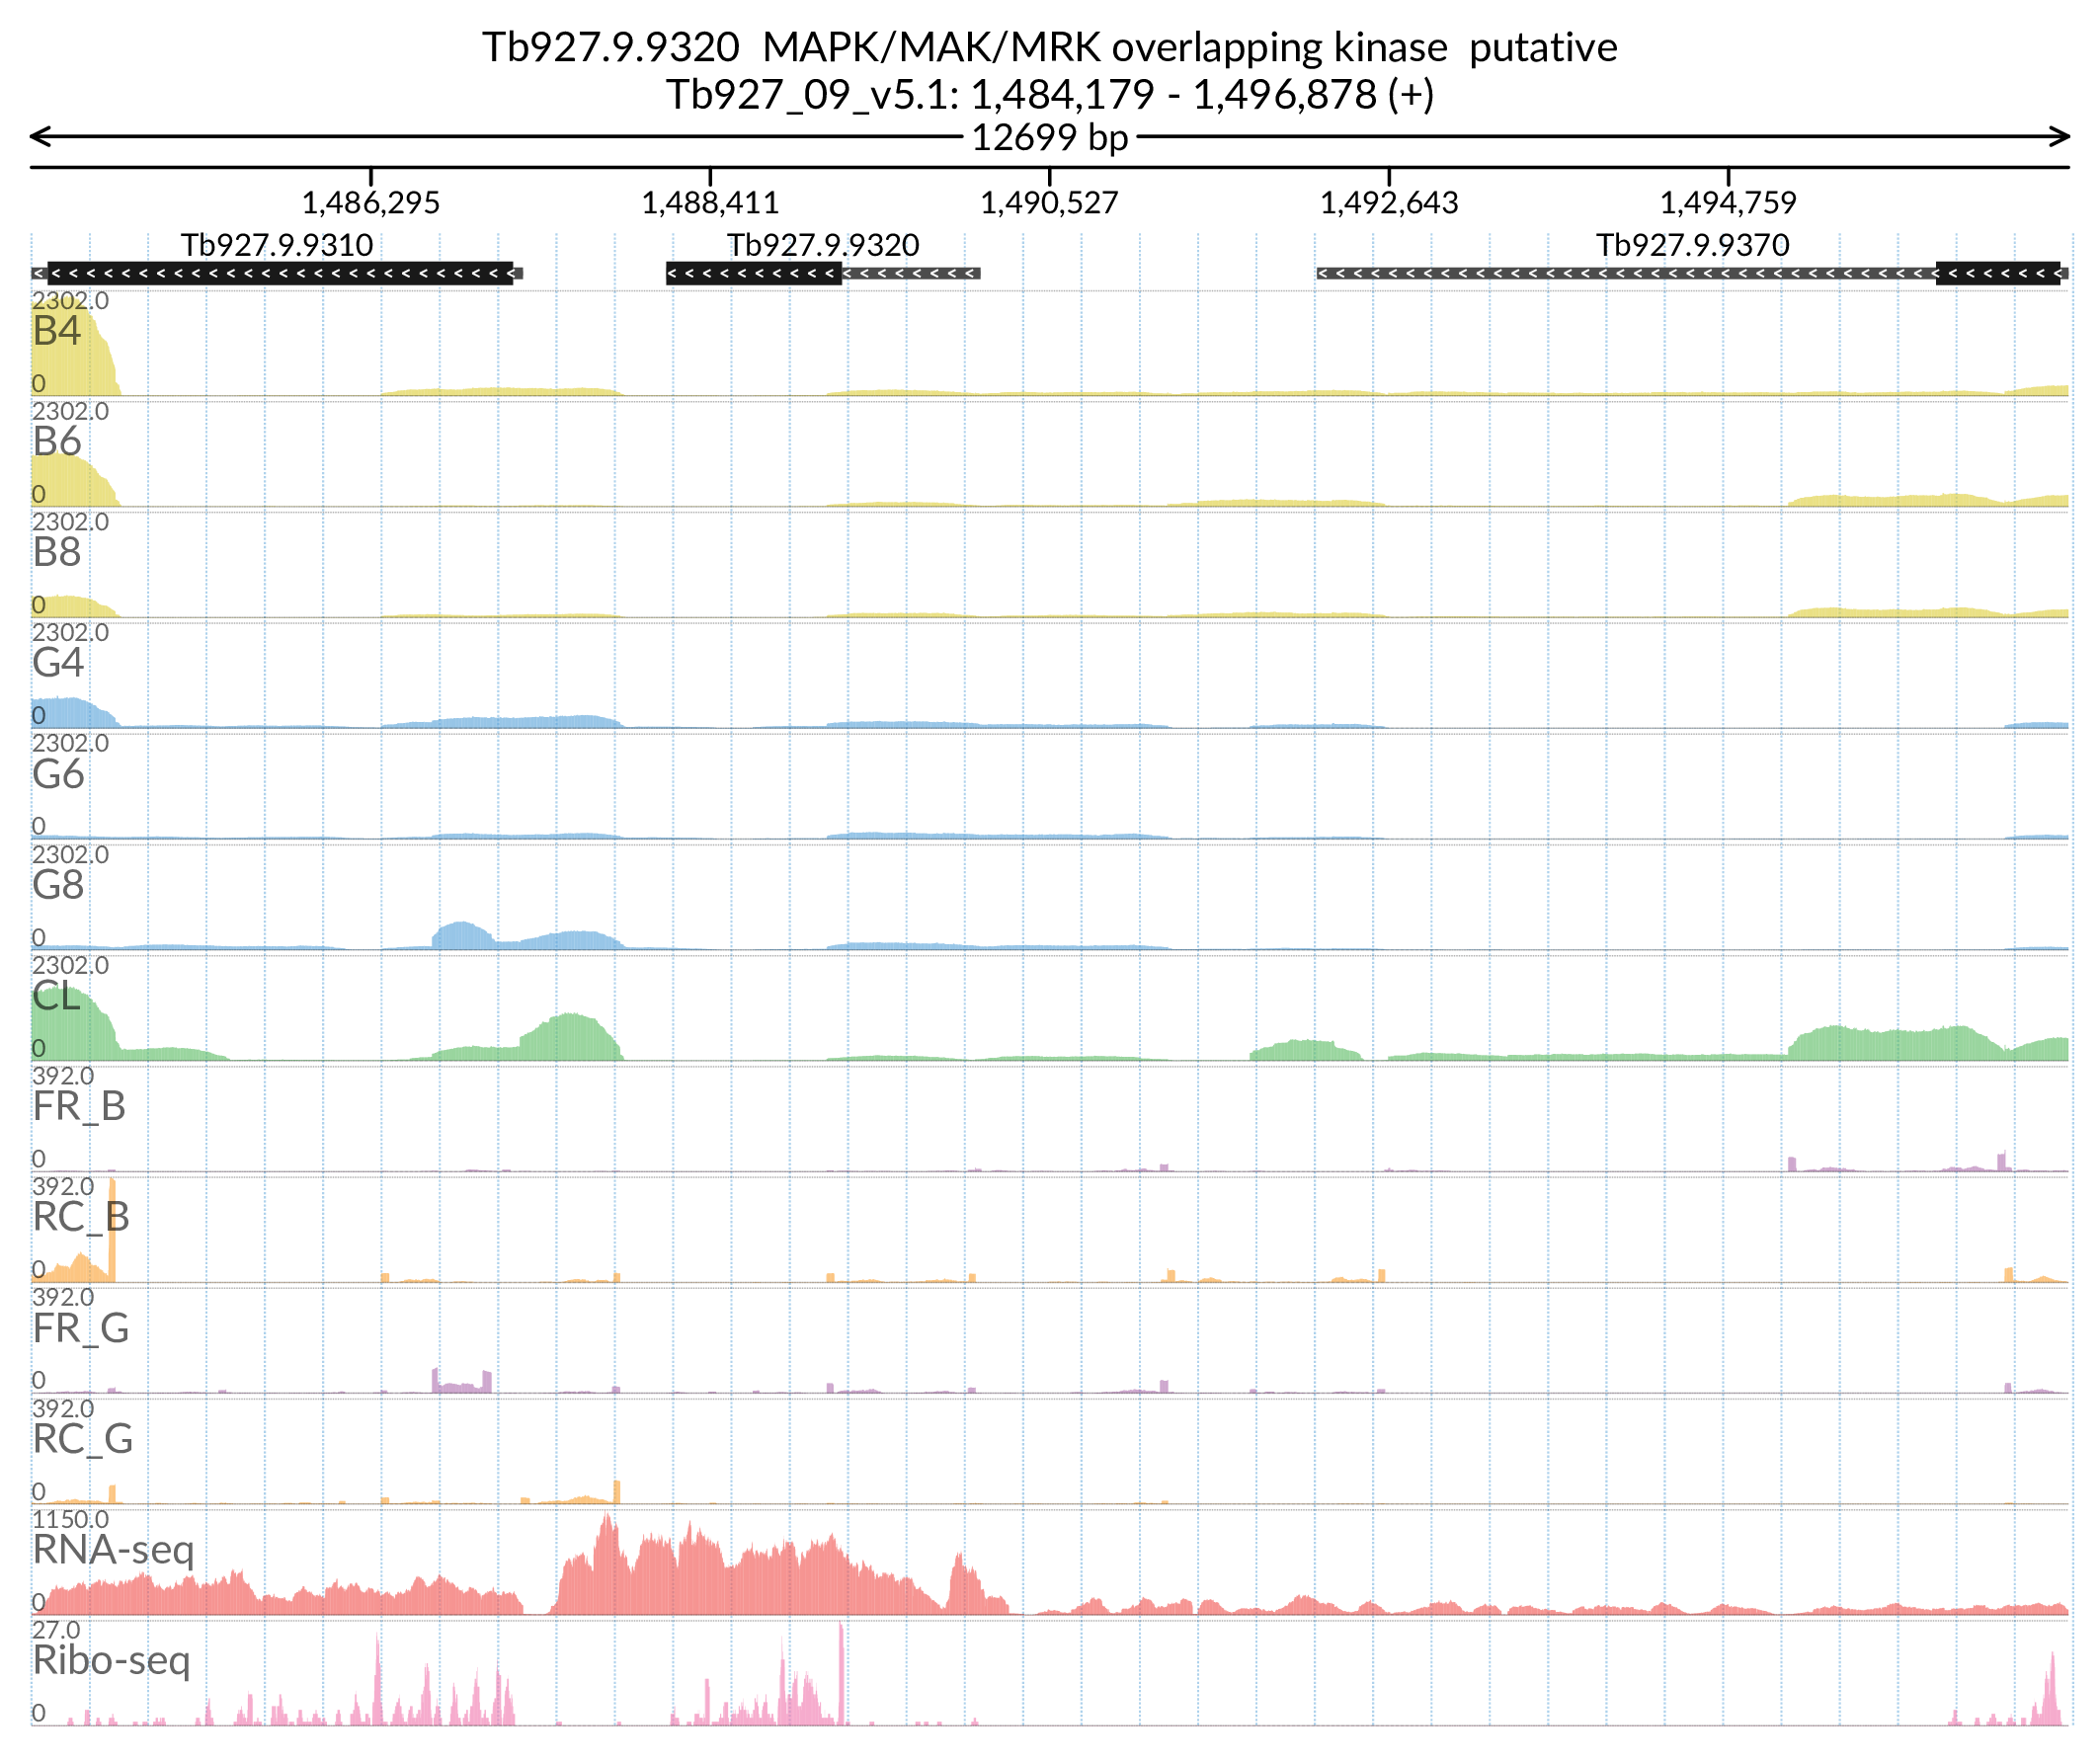 Tb927.9.9320  MAPK/MAK/MRK overlapping kinase  putative
Tb927_09_v5.1: 1,484,179 - 1,496,878 (+)
12699 bp
1,486,295 1,488,411 1,490,527 1,492,643 1,494,759
Tb927.9.9310 Tb927.9.9320 Tb927.9.9370
2302.0
B4
0
2302.0
B6
0
2302.0
B8
0
2302.0
G4
0
2302.0
G6
0
2302.0
G8
0
2302.0
CL
0
392.0
FR_B
0
392.0
RC_B
0
392.0
FR_G
0
392.0
RC_G
0
1150.0
RNA-seq
0
27.0
Ribo-seq
0